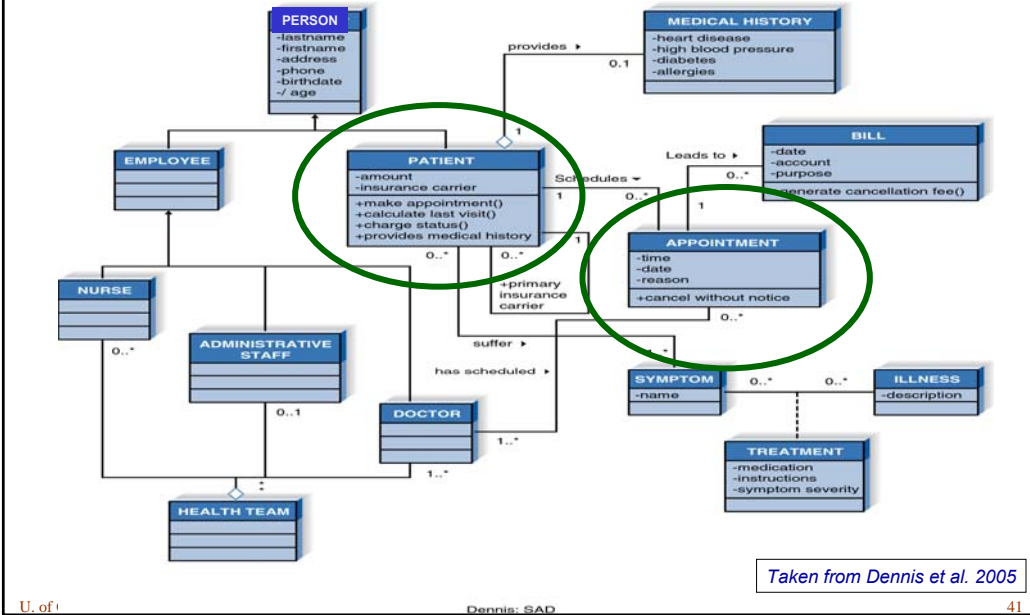 PERSON
-lastname
-firstname
-address
-phone
-birthdate
-/ age
MEDICAL HISTORY
-heart disease
-high blood pressure
-diabetes
-allergies
provides ▸
0,1
1
EMPLOYEE
PATIENT
-amount
-insurance carrier
+make appointment()
+calculate last visit()
+charge status()
+provides medical history
BILL
-date
-account
-purpose
generate cancellation fee()
Leads to ▸
0..*
1
Schedules
1
0..*
APPOINTMENT
-time
-date
-reason
+cancel without notice
0..*
0..*
0..*
1
+primary
insurance
carrier
NURSE
0..*
ADMINISTRATIVE
STAFF
0..1
suffer ▸
..*
has scheduled ▸
DOCTOR
1..*
1..*
SYMPTOM
-name
0..*
0..*
ILLNESS
-description
TREATMENT
-medication
-instructions
-symptom severity
HEALTH TEAM
Taken from Dennis et al. 2005
U. of
Dennis: SAD
41